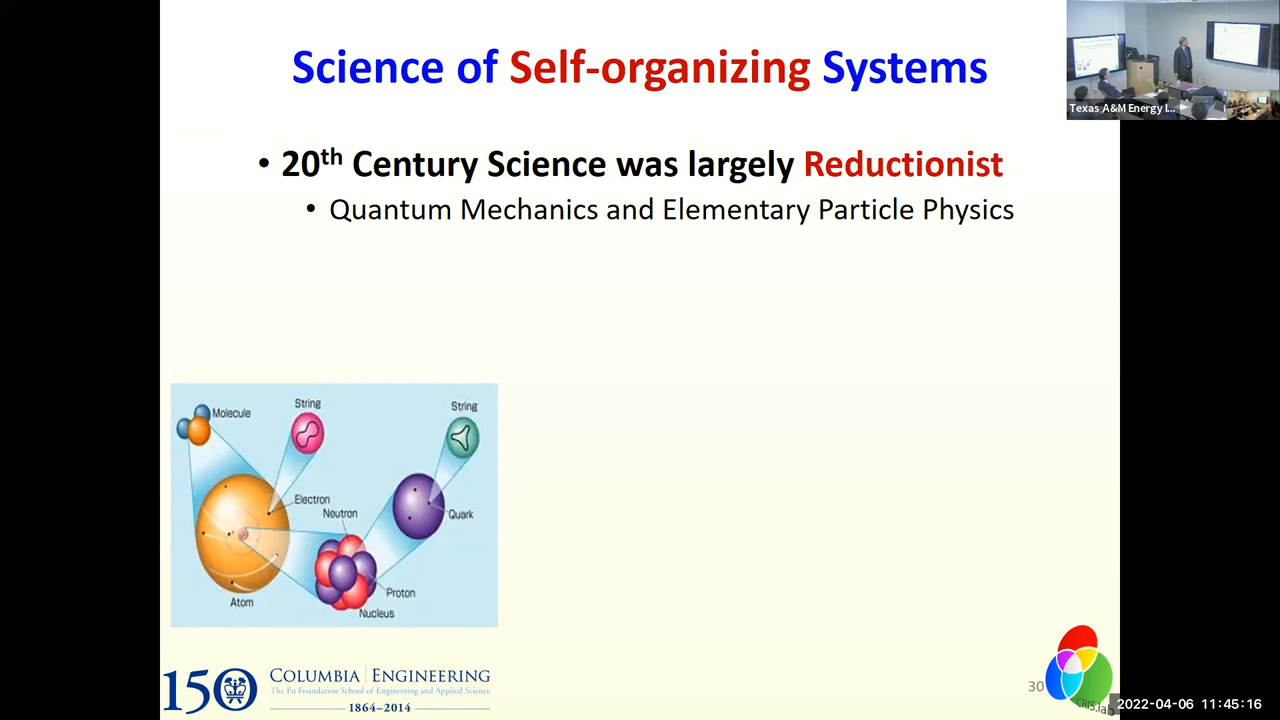 Science of Self-organizing Systems
Texas A&M Energy I...
• 20th Century Science was largely Reductionist
• Quantum Mechanics and Elementary Particle Physics
Molecule
String
String
Electron
Neutron
Quark
Proton
Atom
Nucleus
150
COLUMBIA | ENGINEERING
The Fu Foundation School of Engineering and Applied Science
1864–2014
30
CRIS.lab
2022-04-06 11:45:16